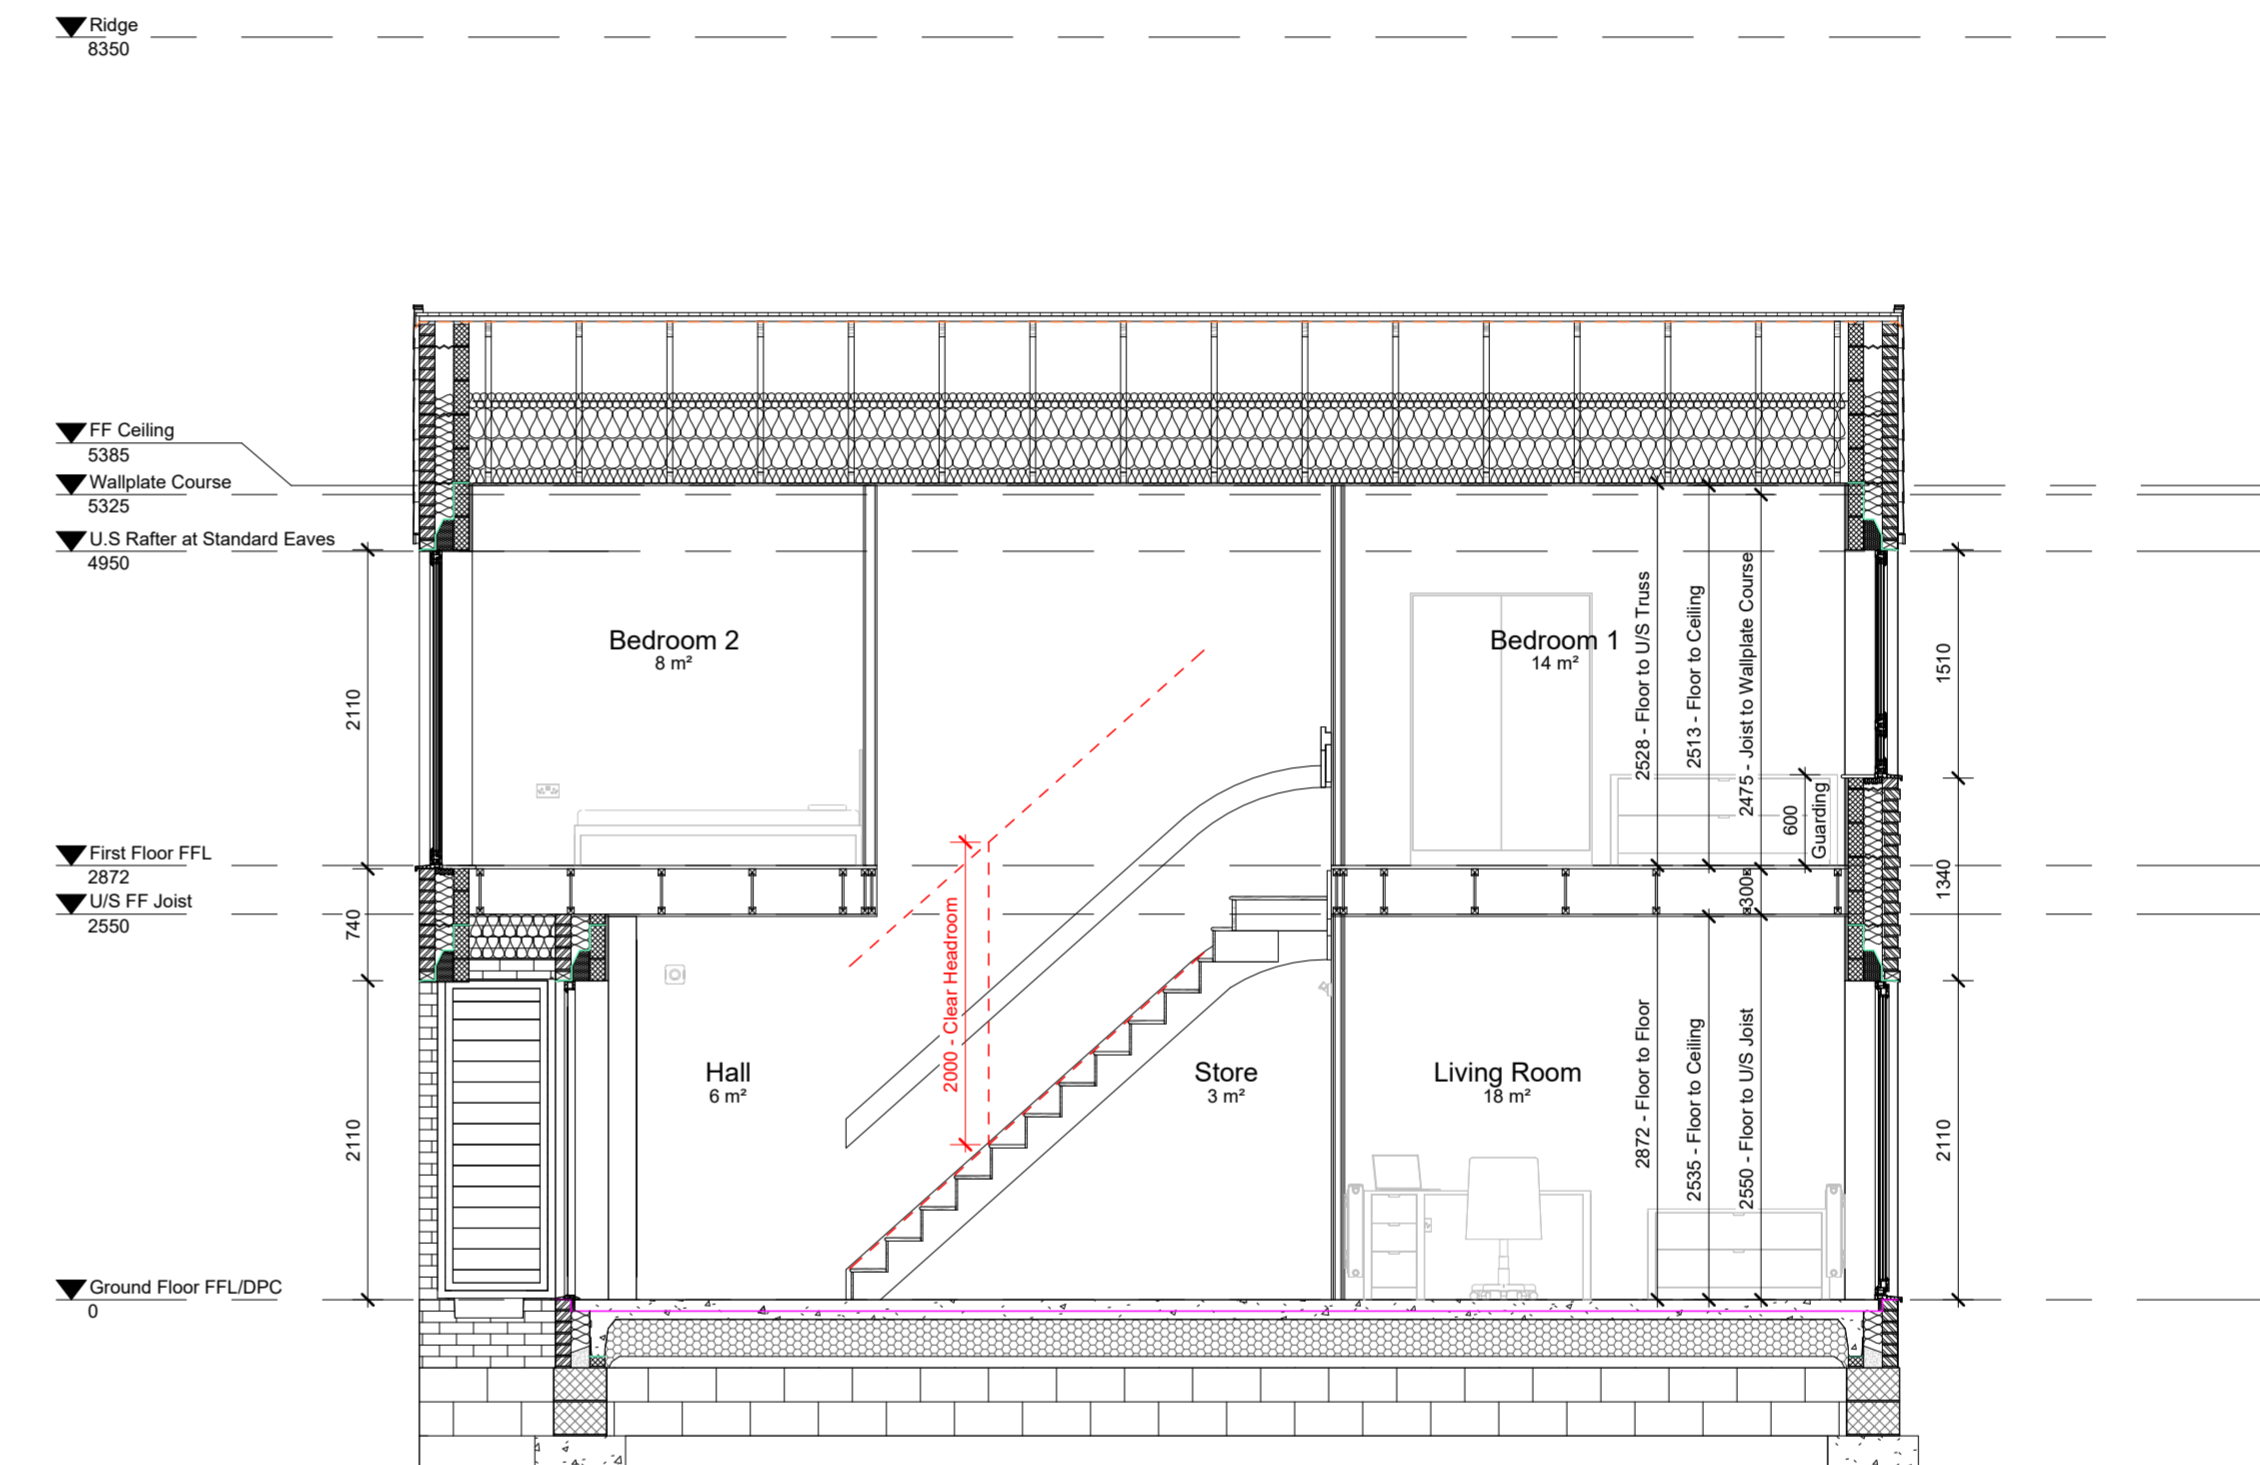 Ridge
8350
FF Ceiling
5385
Wallplate Course
5325
U.S Rafter at Standard Eaves
4950
First Floor FFL
2872
U/S FF Joist
2550
Ground Floor FFL/DPC
0
2110
740
2110
Bedroom 2
8 m²
Bedroom 1
14 m²
2528 - Floor to U/S Truss
2513 - Floor to Ceiling
2475 - Joist to Wallplate Course
600
Guarding
300
1510
1340
2110
2000 - Clear Headroom
Hall
6 m²
Store
3 m²
Living Room
18 m²
2872 - Floor to Floor
2535 - Floor to Ceiling
2550 - Floor to U/S Joist